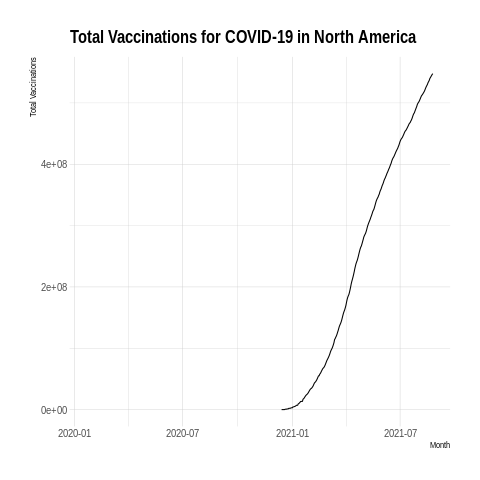 Total Vaccinations for COVID-19 in North America
Total Vaccinations
4e+08
2e+08
0e+00
2020-01 2020-07 2021-01 2021-07
Month